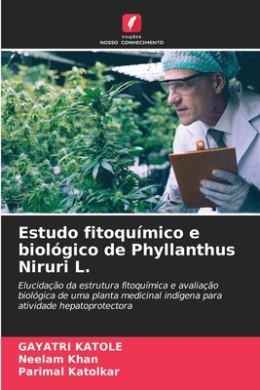 edições
NOSSO CONHECIMENTO
Estudo fitoquímico e
biológico de Phyllanthus
Niruri L.
Elucidação da estrutura fitoquímica e avaliação
biológica de uma planta medicinal indígena para
atividade hepatoprotectora
GAYATRI KATOLE
Neelam Khan
Parimal Katolkar